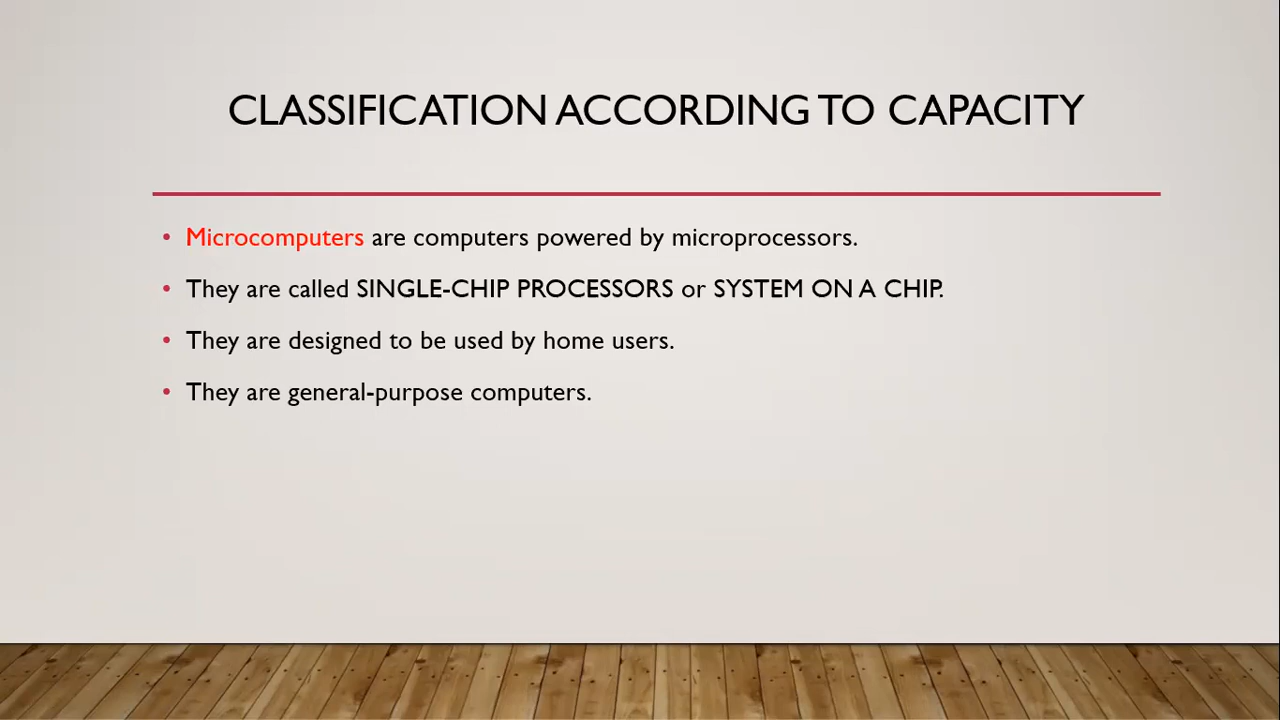 CLASSIFICATION ACCORDING TO CAPACITY
• Microcomputers are computers powered by microprocessors.
• They are called SINGLE-CHIP PROCESSORS or SYSTEM ON A CHIP.
• They are designed to be used by home users.
• They are general-purpose computers.